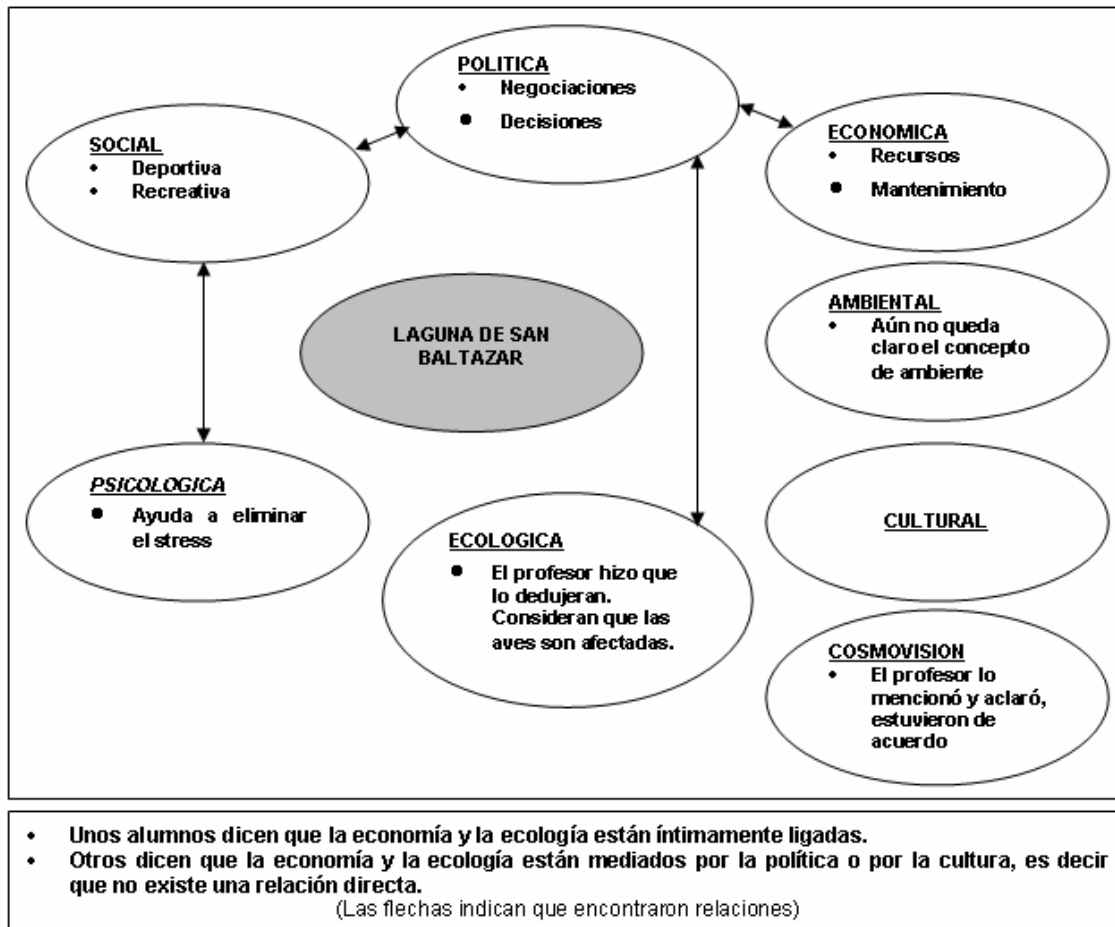 POLITICA
• Negociaciones
• Decisiones
SOCIAL
• Deportiva
• Recreativa
ECONOMICA
• Recursos
• Mantenimiento
LAGUNA DE SAN
BALTAZAR
AMBIENTAL
• Aún no queda
claro el concepto
de ambiente
PSICOLOGICA
• Ayuda a eliminar
el stress
ECOLOGICA
• El profesor hizo que
lo dedujeran.
Consideran que las
aves son afectadas.
CULTURAL
COSMOVISION
• El profesor lo
mencionó y aclaró,
estuvieron de
acuerdo
• Unos alumnos dicen que la economía y la ecología están íntimamente ligadas.
• Otros dicen que la economía y la ecología están mediados por la política o por la cultura, es decir
que no existe una relación directa.
(Las flechas indican que encontraron relaciones)